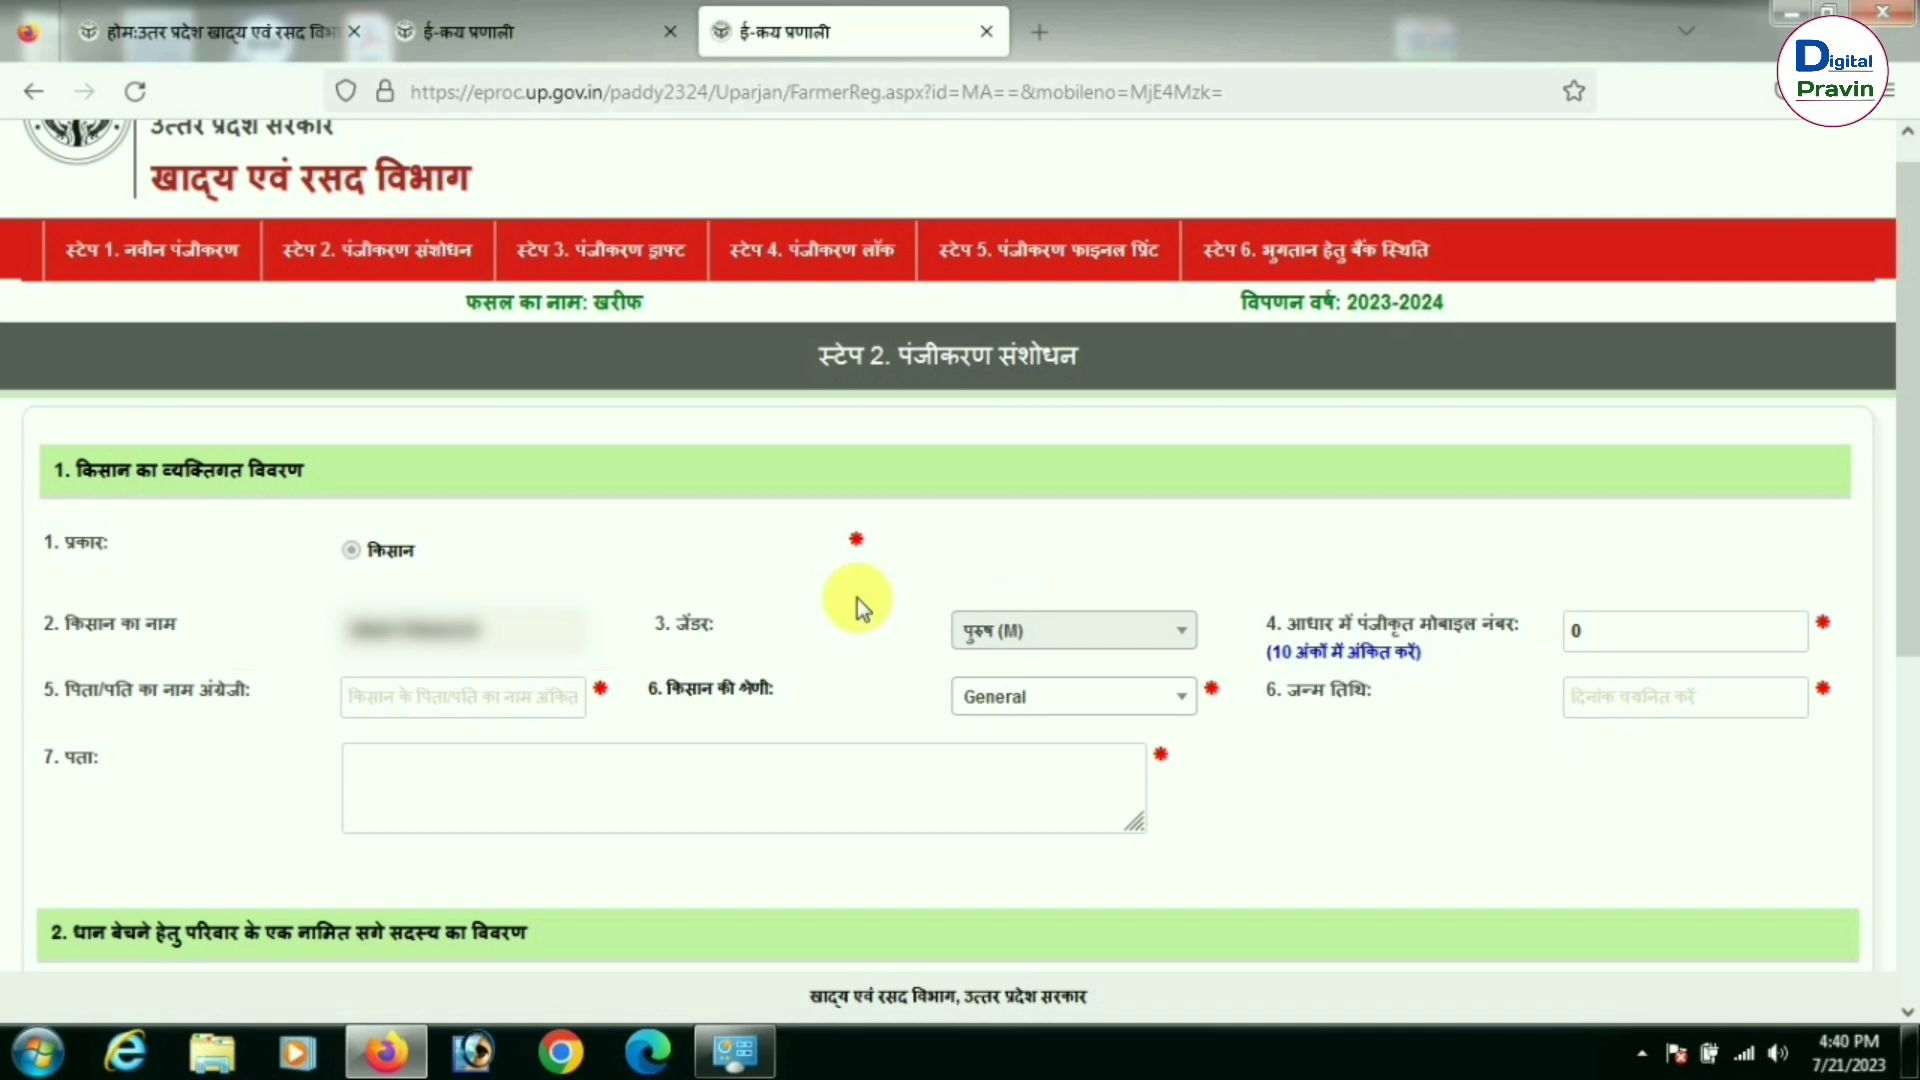 होम:उत्तर प्रदेश खाद्य एवं रसद विभा
ई-क्रय प्रणाली
ई-क्रय प्रणाली
Digital
Pravin
https://eproc.up.gov.in/paddy2324/Uparjan/FarmerReg.aspx?id=MA==&mobileno=MjE4Mzk=
उत्तर प्रदेश सरकार
खाद्य एवं रसद विभाग
स्टेप 1. नवीन पंजीकरण स्टेप 2. पंजीकरण संशोधन स्टेप 3. पंजीकरण ड्राफ्ट स्टेप 4. पंजीकरण लॉक स्टेप 5. पंजीकरण फाइनल प्रिंट स्टेप 6. भुगतान हेतु बैंक स्थिति
फसल का नाम: खरीफ विपणन वर्ष: 2023-2024
स्टेप 2. पंजीकरण संशोधन
1. किसान का व्यक्तिगत विवरण
1. प्रकार: किसान *
2. किसान का नाम 3. जेंडर: पुरुष (M) 4. आधार में पंजीकृत मोबाइल नंबर: 0 *
(10 अंकों में अंकित करें)
5. पिता/पति का नाम अंग्रेजी: किसान के पिता/पति का नाम अंकित * 6. किसान की श्रेणी: General * 6. जन्म तिथि: दिनांक चयनित करें *
7. पता: *
2. धान बेचने हेतु परिवार के एक नामित सगे सदस्य का विवरण
खाद्य एवं रसद विभाग, उत्तर प्रदेश सरकार
4:40 PM
7/21/2023